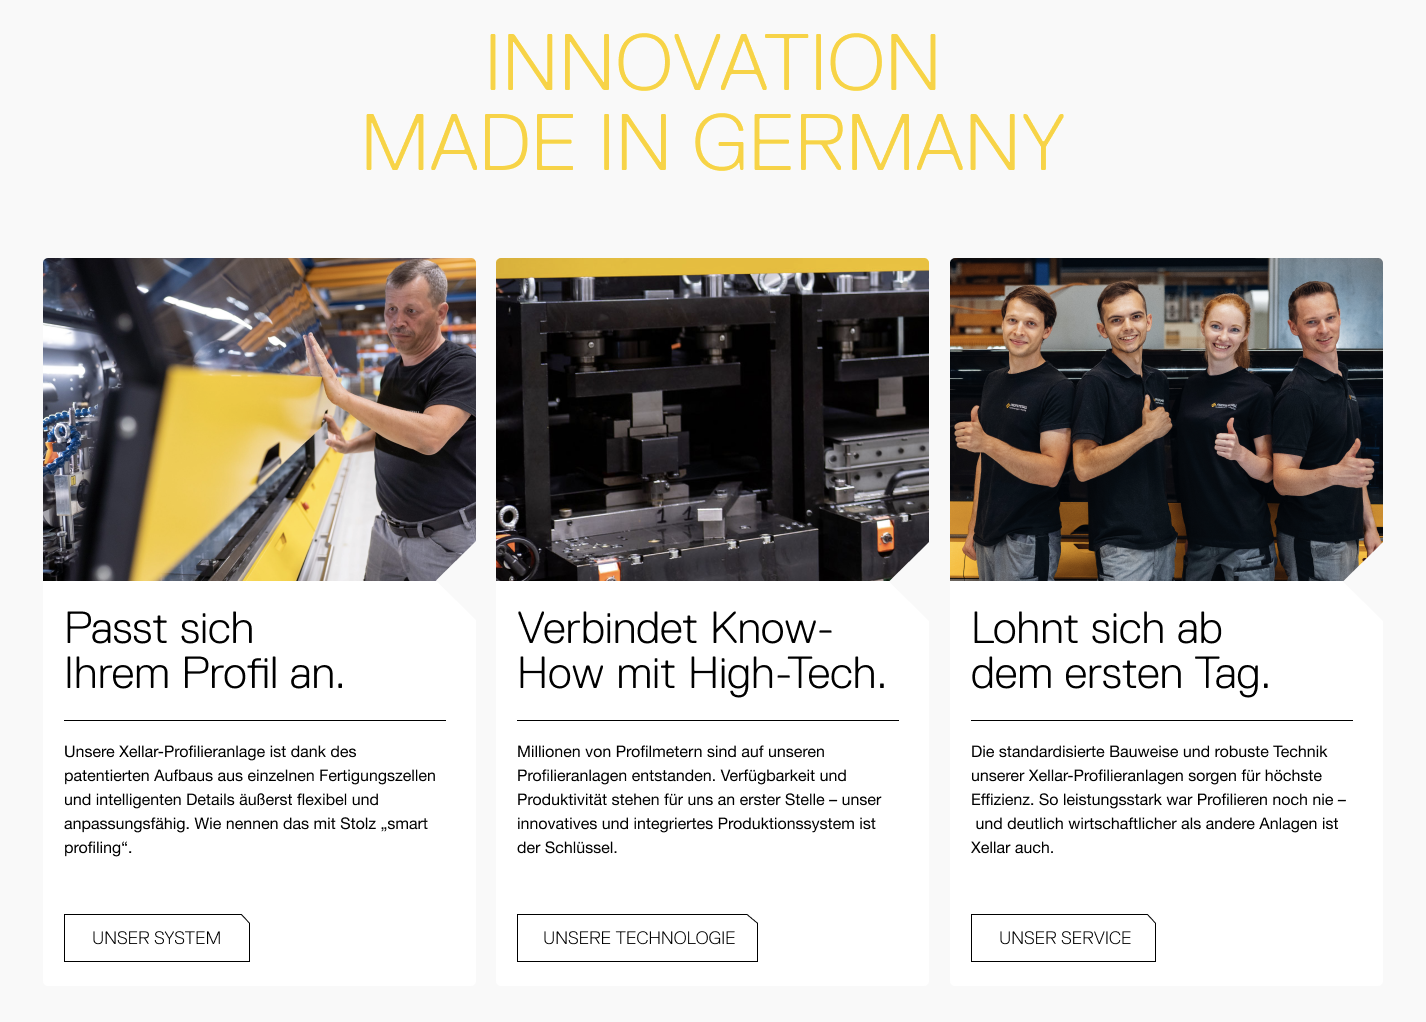 INNOVATION
MADE IN GERMANY
Passt sich
Ihrem Profil an.
Unsere Xellar-Profilieranlage ist dank des
patentierten Aufbaus aus einzelnen Fertigungszellen
und intelligenten Details äußerst flexibel und
anpassungsfähig. Wie nennen das mit Stolz „smart
profiling“.
UNSER SYSTEM
Verbindet Know-
How mit High-Tech.
Millionen von Profilmetern sind auf unseren
Profilieranlagen entstanden. Verfügbarkeit und
Produktivität stehen für uns an erster Stelle – unser
innovatives und integriertes Produktionssystem ist
der Schlüssel.
UNSERE TECHNOLOGIE
Lohnt sich ab
dem ersten Tag.
Die standardisierte Bauweise und robuste Technik
unserer Xellar-Profilieranlagen sorgen für höchste
Effizienz. So leistungsstark war Profilieren noch nie –
und deutlich wirtschaftlicher als andere Anlagen ist
Xellar auch.
UNSER SERVICE